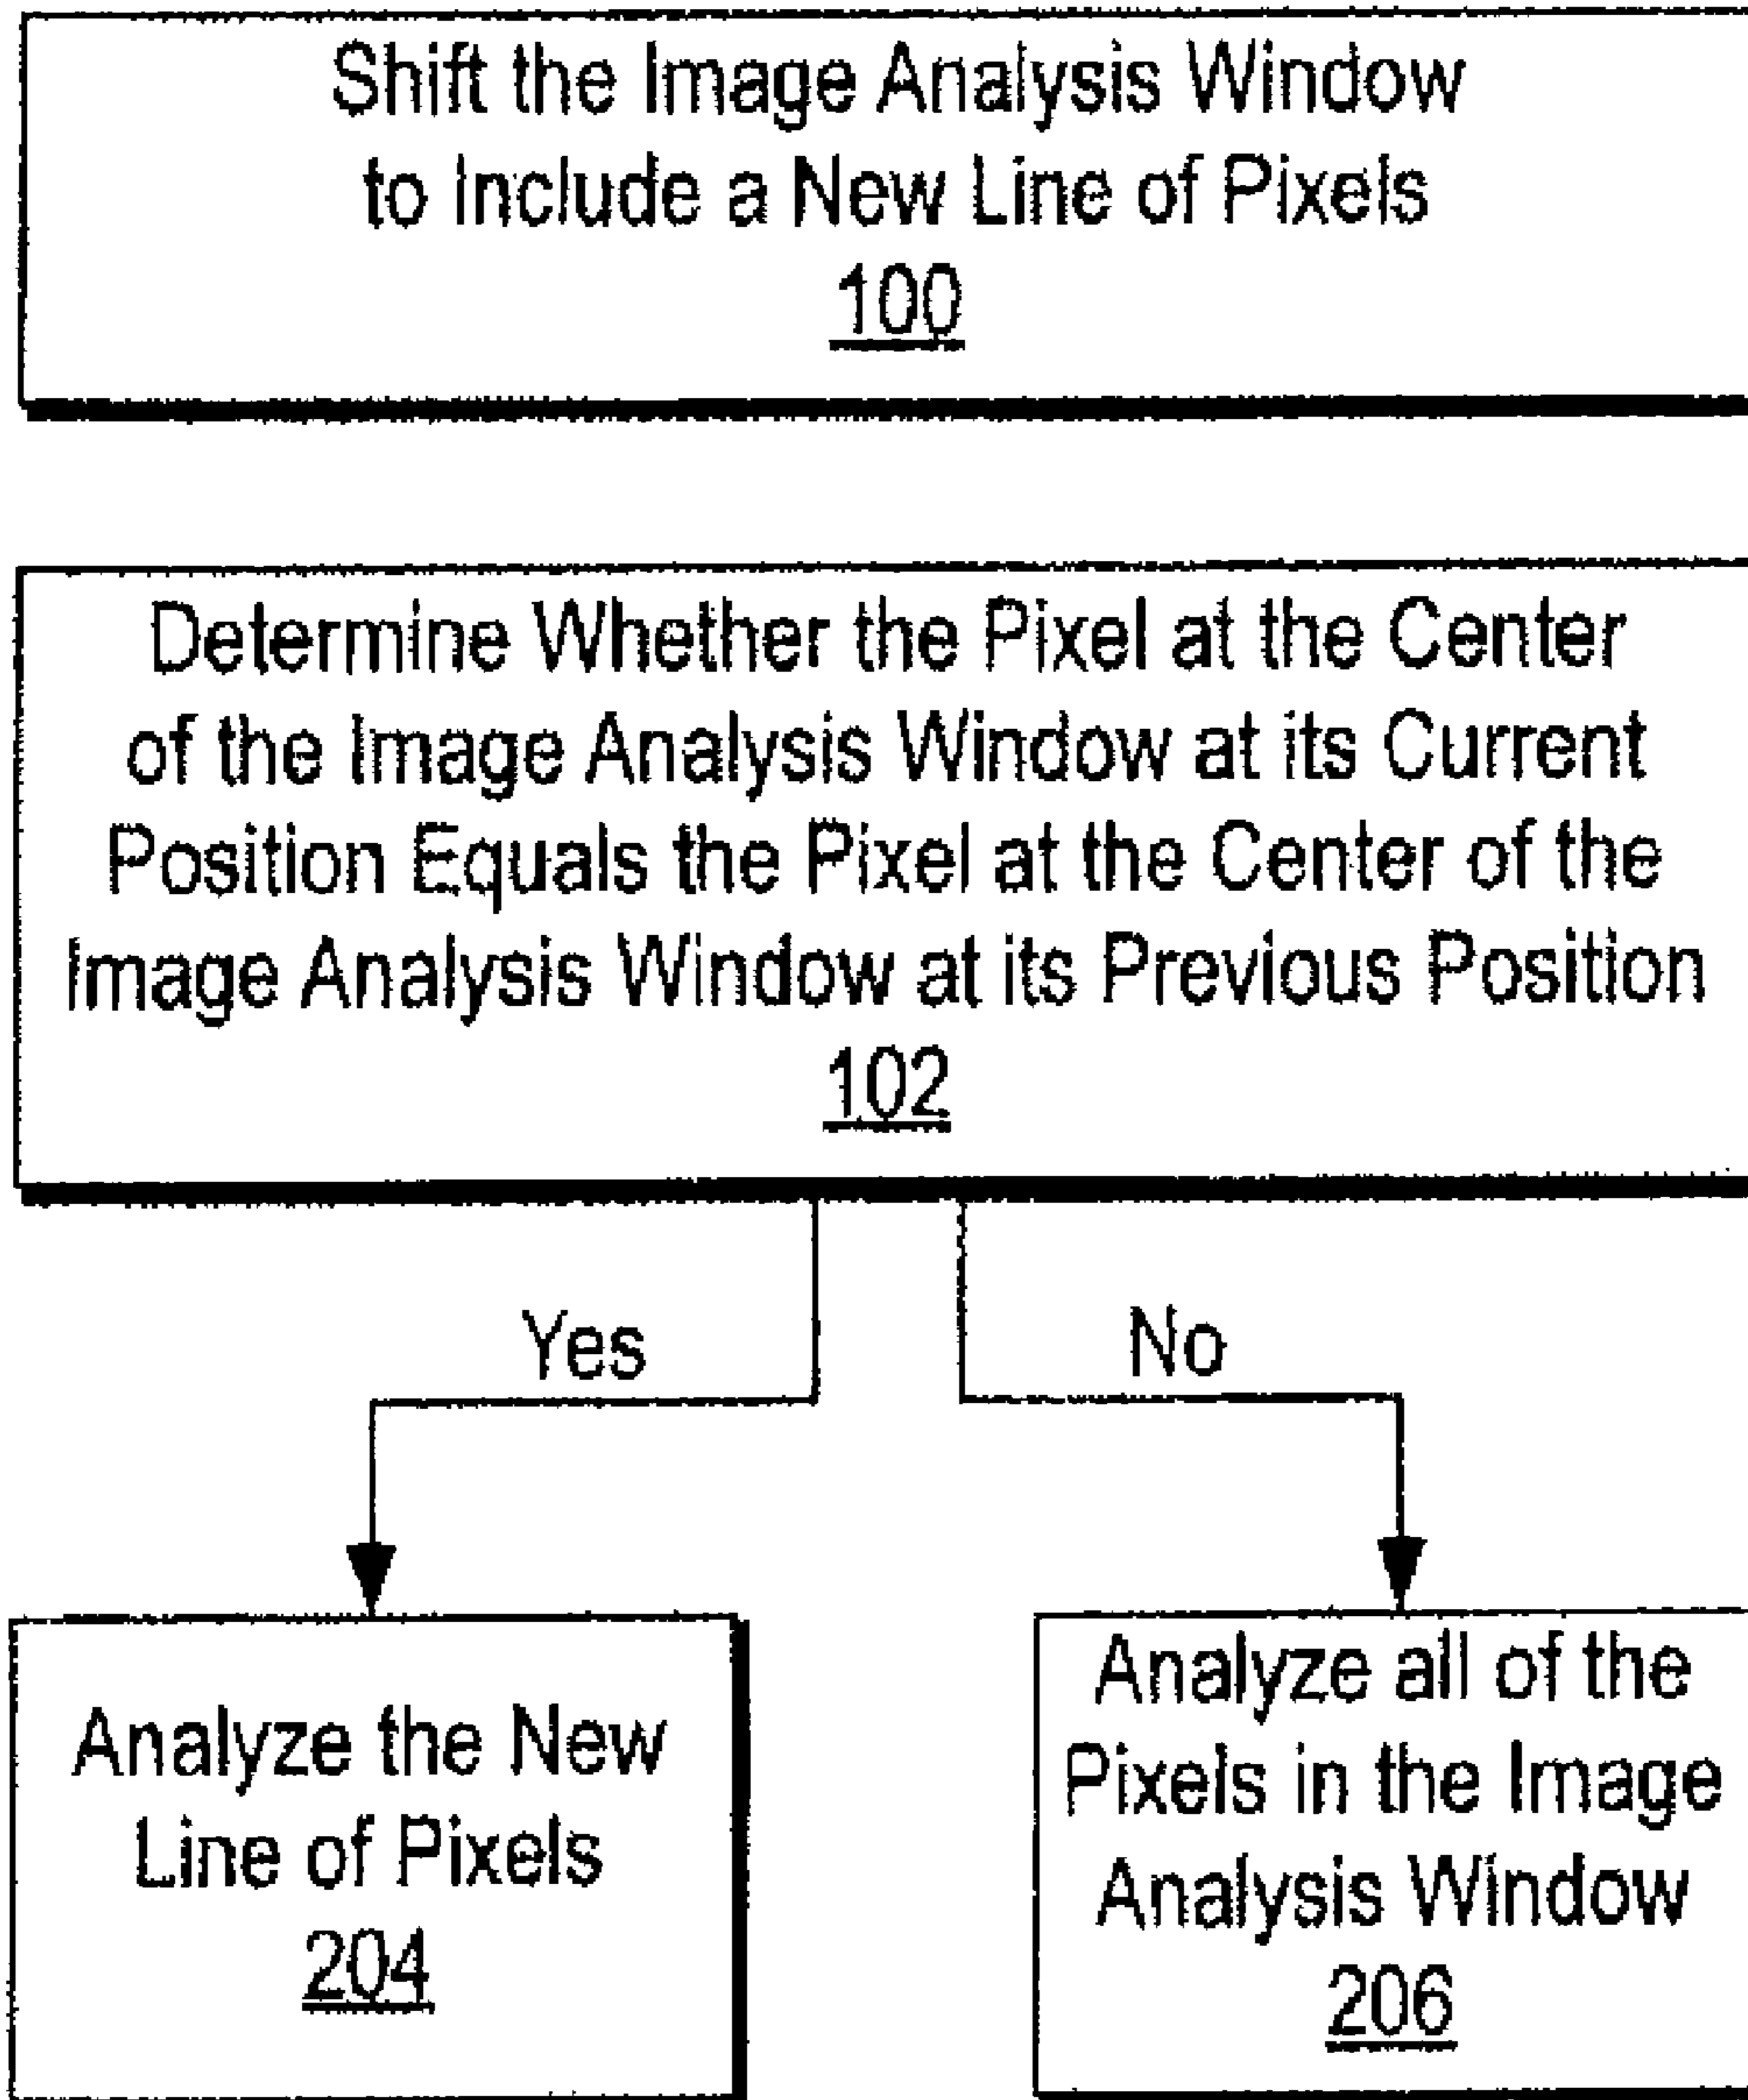 Shift the Image Analysis Window
to Include a New Line of Pixels
100
Determine Whether the Pixel at the Center
of the Image Analysis Window at its Current
Position Equals the Pixel at the Center of the
Image Analysis Window at its Previous Position
102
Yes
No
Analyze the New
Line of Pixels
204
Analyze all of the
Pixels in the Image
Analysis Window
206